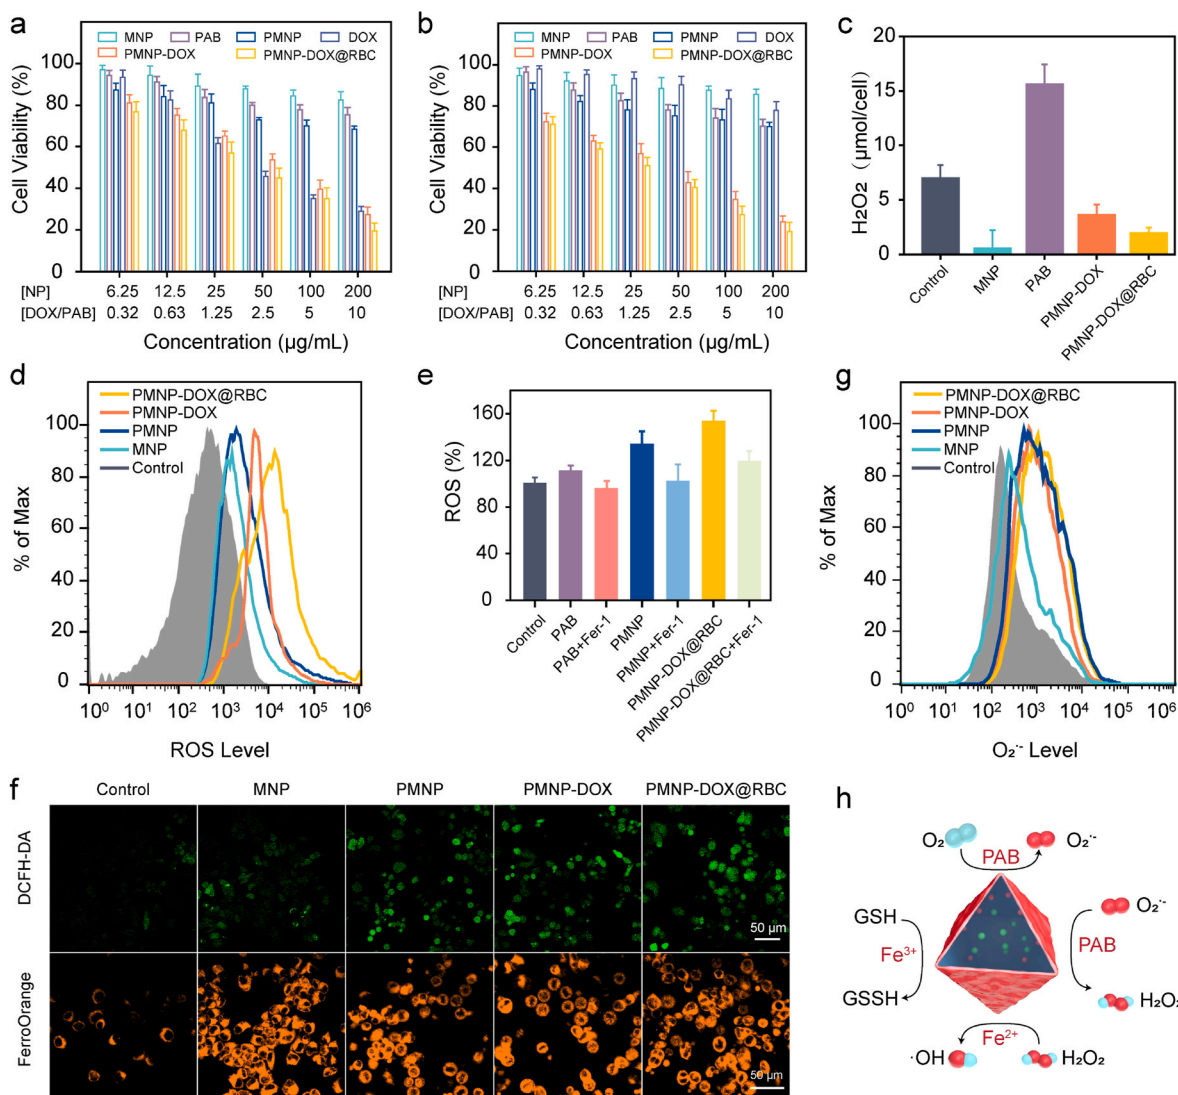 a
MNP PAB PMNP DOX
PMNP-DOX PMNP-DOX@RBC
Cell Viability (%)
100
80
60
40
20
0
[NP] 6.25 12.5 25 50 100 200
[DOX/PAB] 0.32 0.63 1.25 2.5 5 10
Concentration (μg/mL)
b
MNP PAB PMNP DOX
PMNP-DOX PMNP-DOX@RBC
Cell Viability (%)
100
80
60
40
20
0
[NP] 6.25 12.5 25 50 100 200
[DOX/PAB] 0.32 0.63 1.25 2.5 5 10
Concentration (μg/mL)
c
H₂O₂ (μmol/cell)
20
15
10
5
0
Control
MNP
PAB
PMNP-DOX
PMNP-DOX@RBC
d
PMNP-DOX@RBC
PMNP-DOX
PMNP
MNP
Control
% of Max
100
80
60
40
20
0
10⁰ 10¹ 10² 10³ 10⁴ 10⁵ 10⁶
ROS Level
e
ROS (%)
160
120
80
40
0
Control
PAB
PAB+Fer-1
PMNP
PMNP+Fer-1
PMNP-DOX@RBC
PMNP-DOX@RBC+Fer-1
g
PMNP-DOX@RBC
PMNP-DOX
PMNP
MNP
Control
% of Max
100
80
60
40
20
0
10⁰ 10¹ 10² 10³ 10⁴ 10⁵ 10⁶
O₂·⁻ Level
f
Control MNP PMNP PMNP-DOX PMNP-DOX@RBC
DCFH-DA
50 μm
FerroOrange
50 μm
h
O₂ O₂·⁻
PAB
GSH O₂·⁻
Fe³⁺ PAB
GSSH H₂O₂
Fe²⁺
·OH H₂O₂